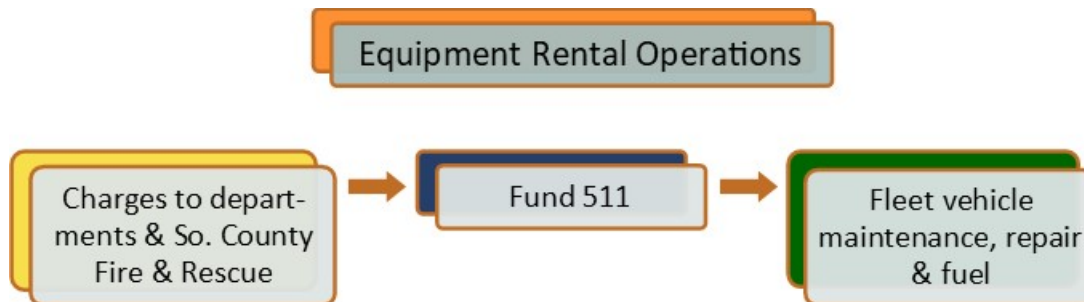 Equipment Rental Operations
Charges to depart-
ments & So. County
Fire & Rescue
Fund 511
Fleet vehicle
maintenance, repair
& fuel